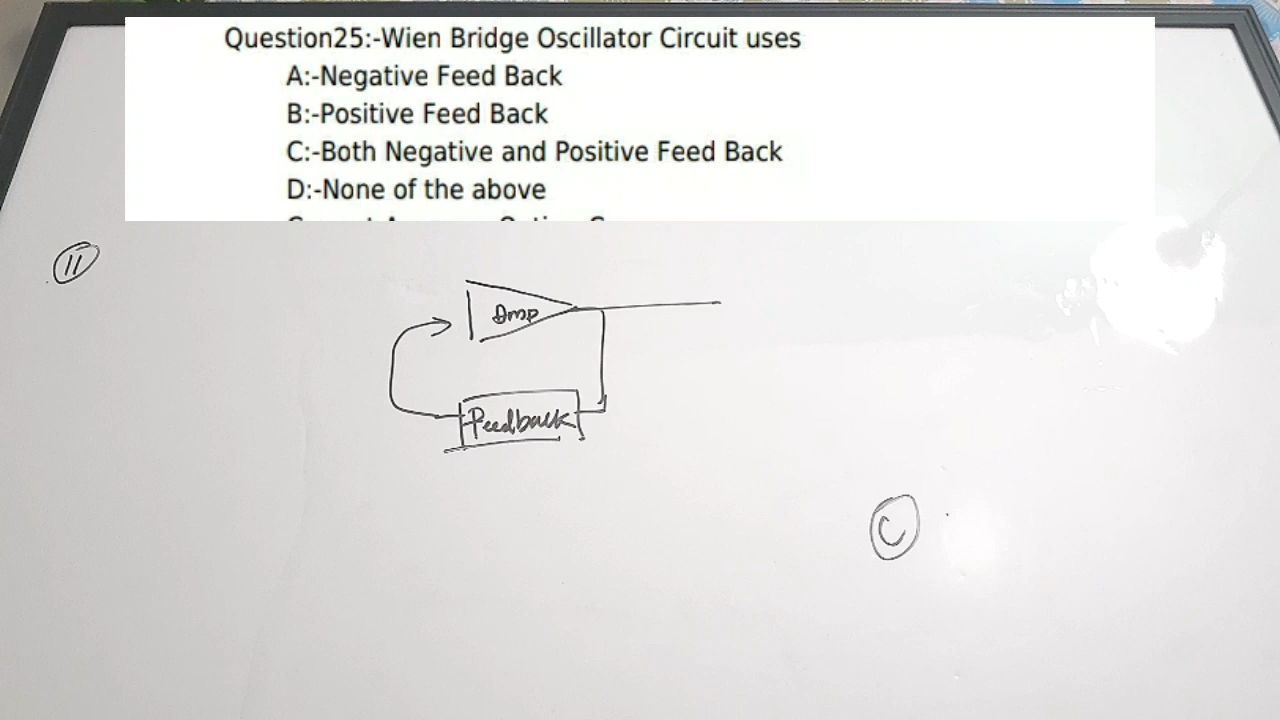 Question25:-Wien Bridge Oscillator Circuit uses
A:-Negative Feed Back
B:-Positive Feed Back
C:-Both Negative and Positive Feed Back
D:-None of the above
11
Amp
Feedback
C